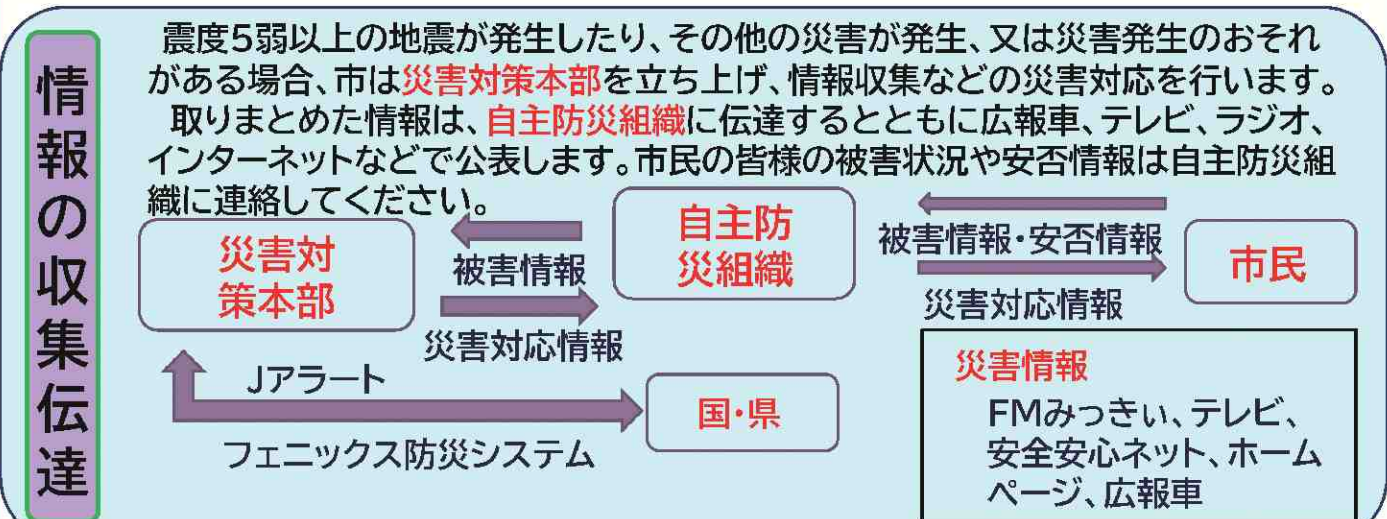 情報の収集伝達
震度5弱以上の地震が発生したり、その他の災害が発生、又は災害発生のおそれ
がある場合、市は災害対策本部を立ち上げ、情報収集などの災害対応を行います。
取りまとめた情報は、自主防災組織に伝達するとともに広報車、テレビ、ラジオ、
インターネットなどで公表します。市民の皆様の被害状況や安否情報は自主防災組
織に連絡してください。
災害対
策本部
被害情報
災害対応情報
自主防
災組織
被害情報・安否情報
災害対応情報
市民
Jアラート
フェニックス防災システム
国・県
災害情報
FMみっきぃ、テレビ、
安全安心ネット、ホーム
ページ、広報車